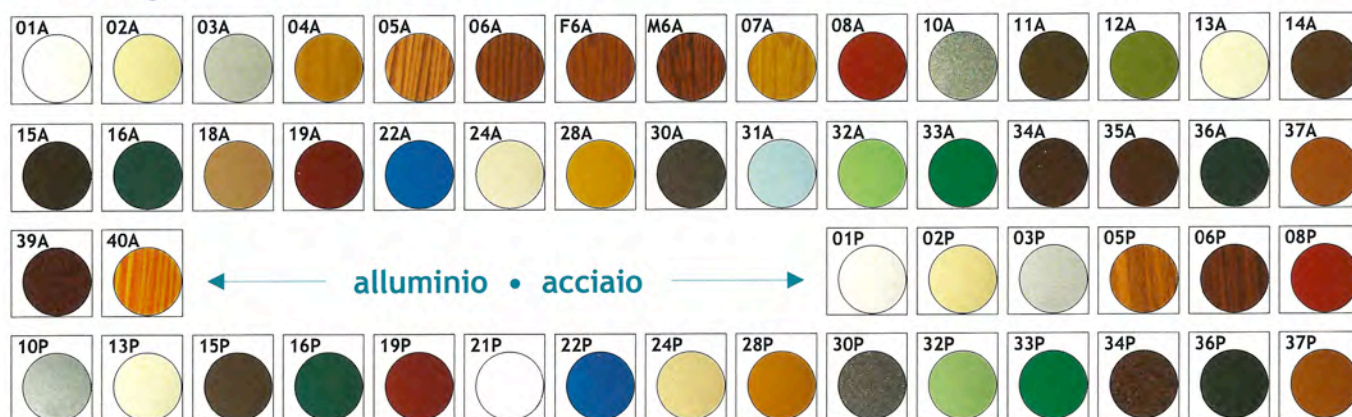 01A 02A 03A 04A 05A 06A F6A M6A 07A 08A 10A 11A 12A 13A 14A
15A 16A 18A 19A 22A 24A 28A 30A 31A 32A 33A 34A 35A 36A 37A
39A 40A alluminio • acciaio 01P 02P 03P 05P 06P 08P
10P 13P 15P 16P 19P 21P 22P 24P 28P 30P 32P 33P 34P 36P 37P